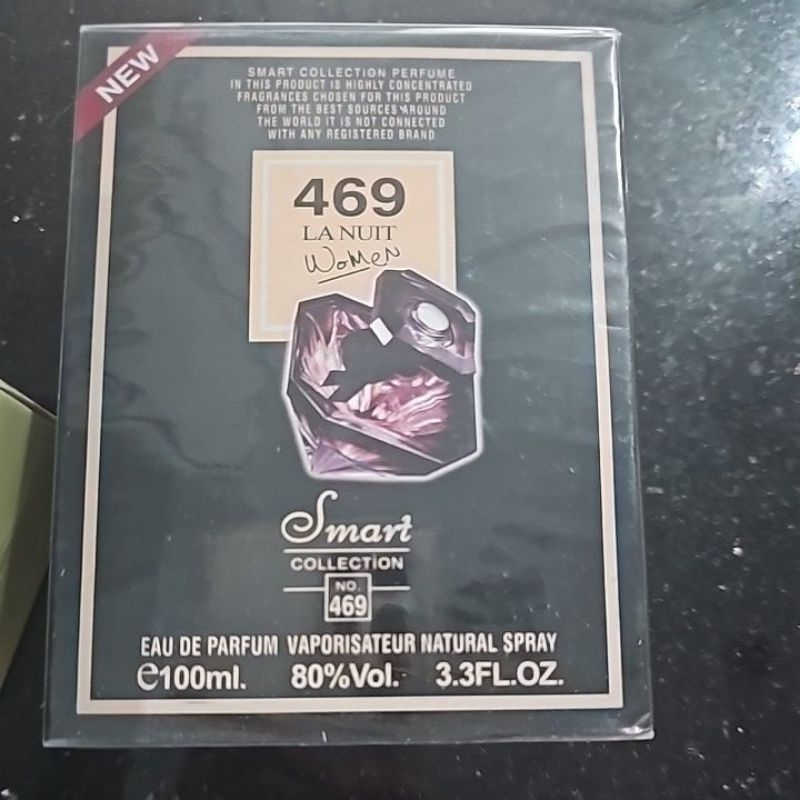 NEW
SMART COLLECTION PERFUME
IN THIS PRODUCT IS HIGHLY CONCENTRATED
FRAGRANCES CHOSEN FOR THIS PRODUCT
FROM THE BEST SOURCES AROUND
THE WORLD IT IS NOT CONNECTED
WITH ANY REGISTERED BRAND
469
LA NUIT
WoMeN
Smart
COLLECTION
NO.
469
EAU DE PARFUM VAPORISATEUR NATURAL SPRAY
℮100ml. 80%Vol. 3.3FL.OZ.